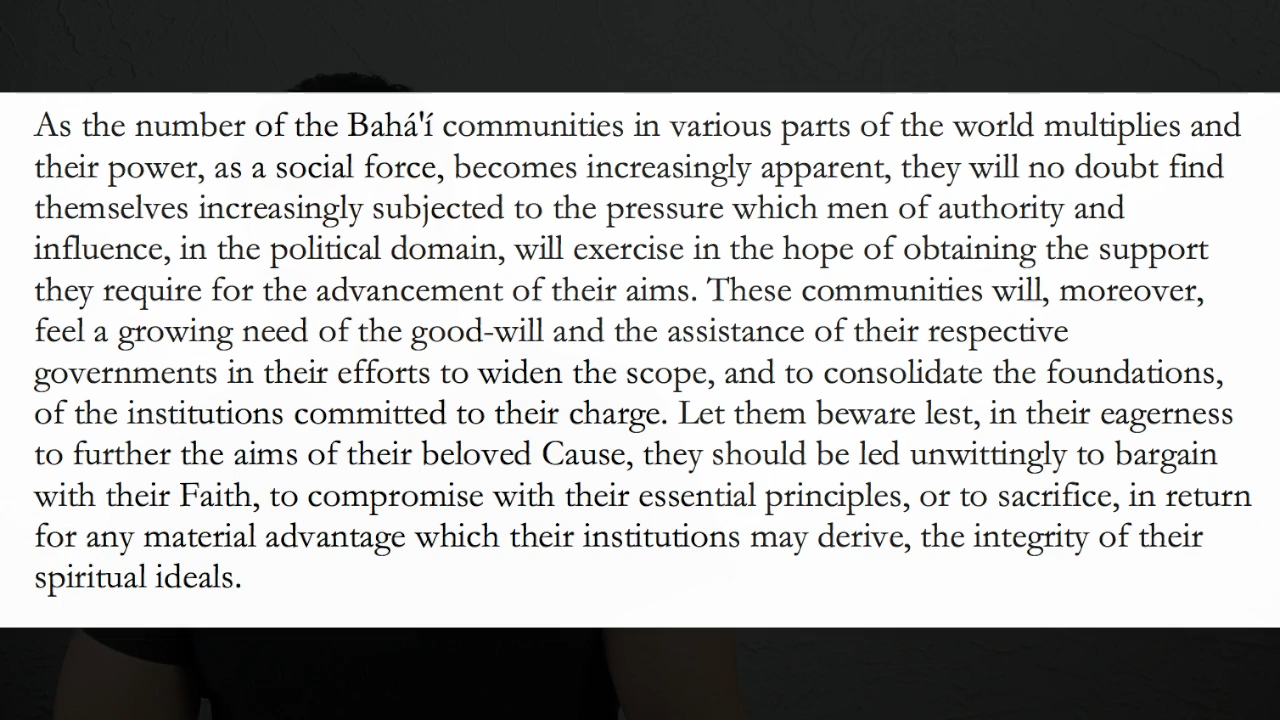 As the number of the Bahá'í communities in various parts of the world multiplies and
their power, as a social force, becomes increasingly apparent, they will no doubt find
themselves increasingly subjected to the pressure which men of authority and
influence, in the political domain, will exercise in the hope of obtaining the support
they require for the advancement of their aims. These communities will, moreover,
feel a growing need of the good-will and the assistance of their respective
governments in their efforts to widen the scope, and to consolidate the foundations,
of the institutions committed to their charge. Let them beware lest, in their eagerness
to further the aims of their beloved Cause, they should be led unwittingly to bargain
with their Faith, to compromise with their essential principles, or to sacrifice, in return
for any material advantage which their institutions may derive, the integrity of their
spiritual ideals.